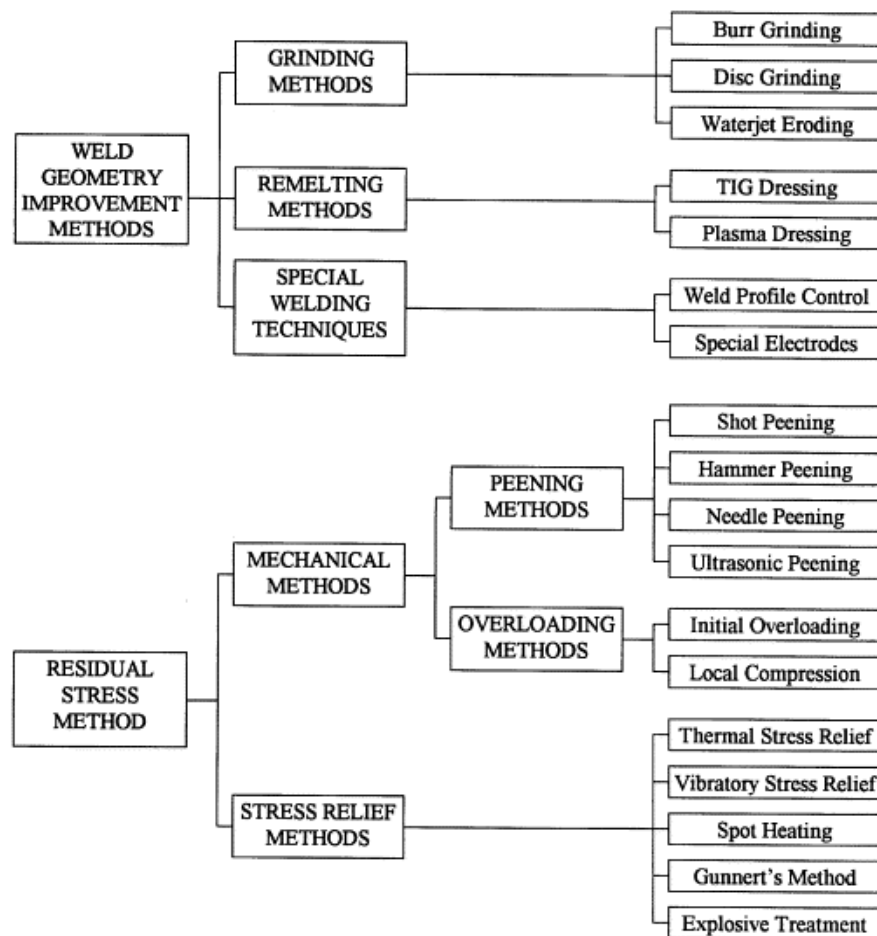 WELD
GEOMETRY
IMPROVEMENT
METHODS
GRINDING
METHODS
Burr Grinding
Disc Grinding
Waterjet Eroding
REMELTING
METHODS
TIG Dressing
Plasma Dressing
SPECIAL
WELDING
TECHNIQUES
Weld Profile Control
Special Electrodes
RESIDUAL
STRESS
METHOD
MECHANICAL
METHODS
PEENING
METHODS
Shot Peening
Hammer Peening
Needle Peening
Ultrasonic Peening
OVERLOADING
METHODS
Initial Overloading
Local Compression
STRESS RELIEF
METHODS
Thermal Stress Relief
Vibratory Stress Relief
Spot Heating
Gunnert's Method
Explosive Treatment